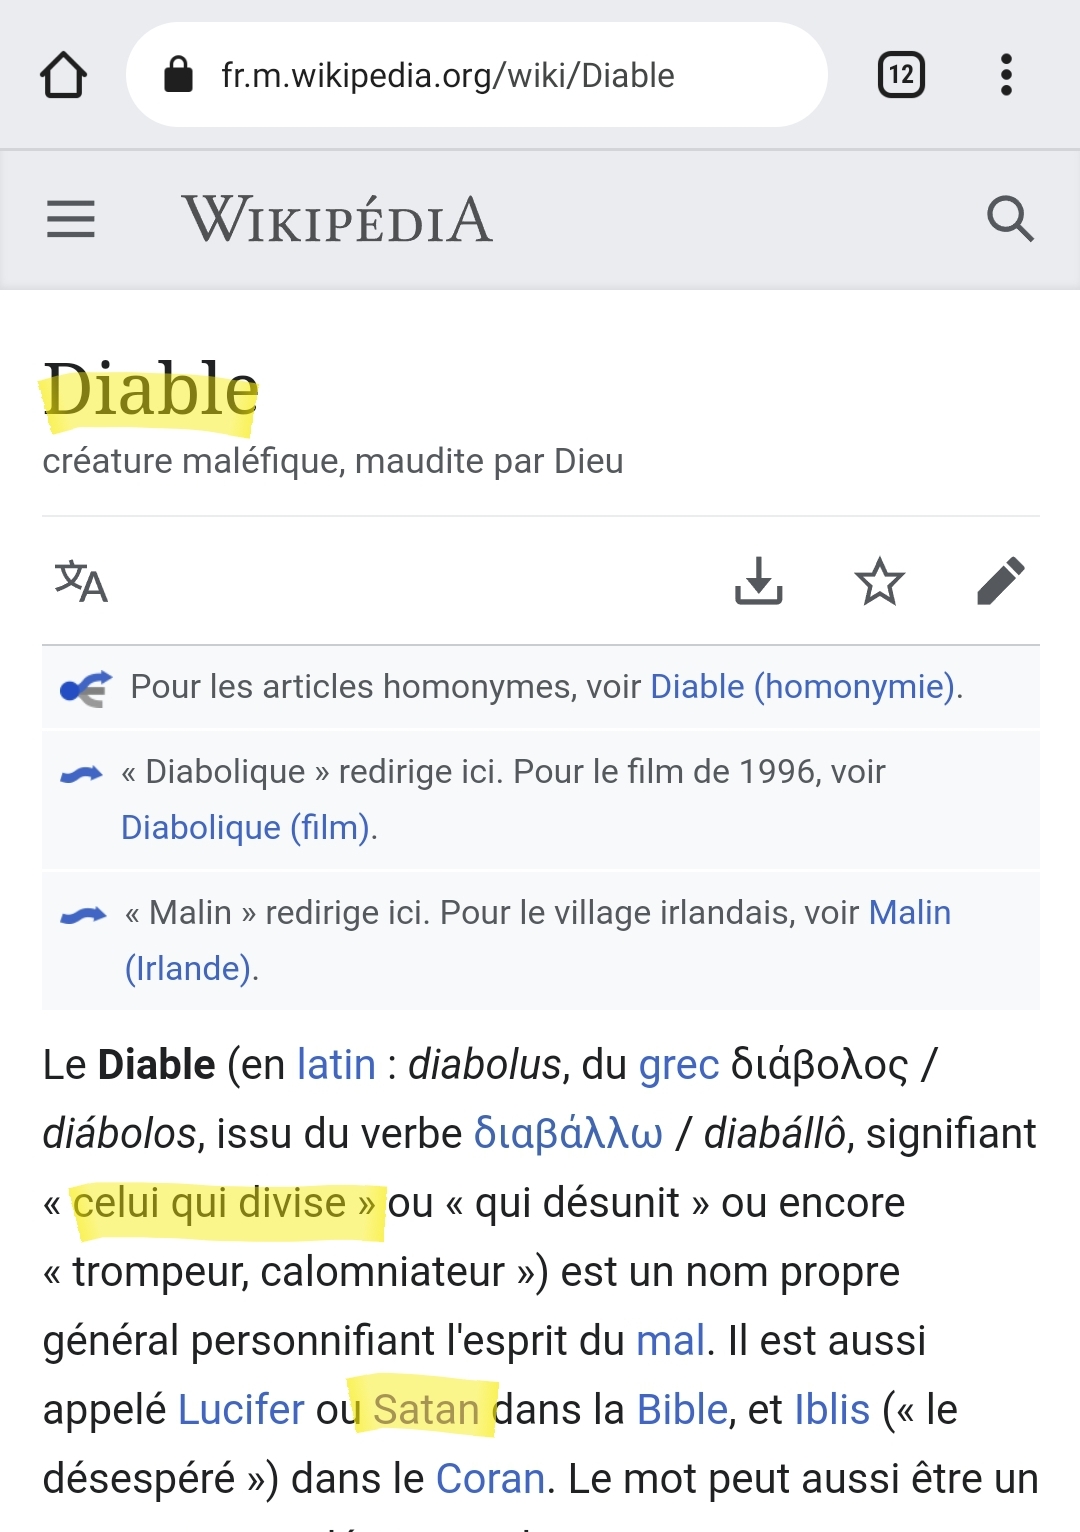 fr.m.wikipedia.org/wiki/Diable
12
WIKIPÉDIA
Diable
créature maléfique, maudite par Dieu
文A
Pour les articles homonymes, voir Diable (homonymie).
« Diabolique » redirige ici. Pour le film de 1996, voir
Diabolique (film).
« Malin » redirige ici. Pour le village irlandais, voir Malin
(Irlande).
Le Diable (en latin : diabolus, du grec διάβολος /
diábolos, issu du verbe διαβάλλω / diabállô, signifiant
« celui qui divise » ou « qui désunit » ou encore
« trompeur, calomniateur ») est un nom propre
général personnifiant l'esprit du mal. Il est aussi
appelé Lucifer ou Satan dans la Bible, et Iblis (« le
désespéré ») dans le Coran. Le mot peut aussi être un